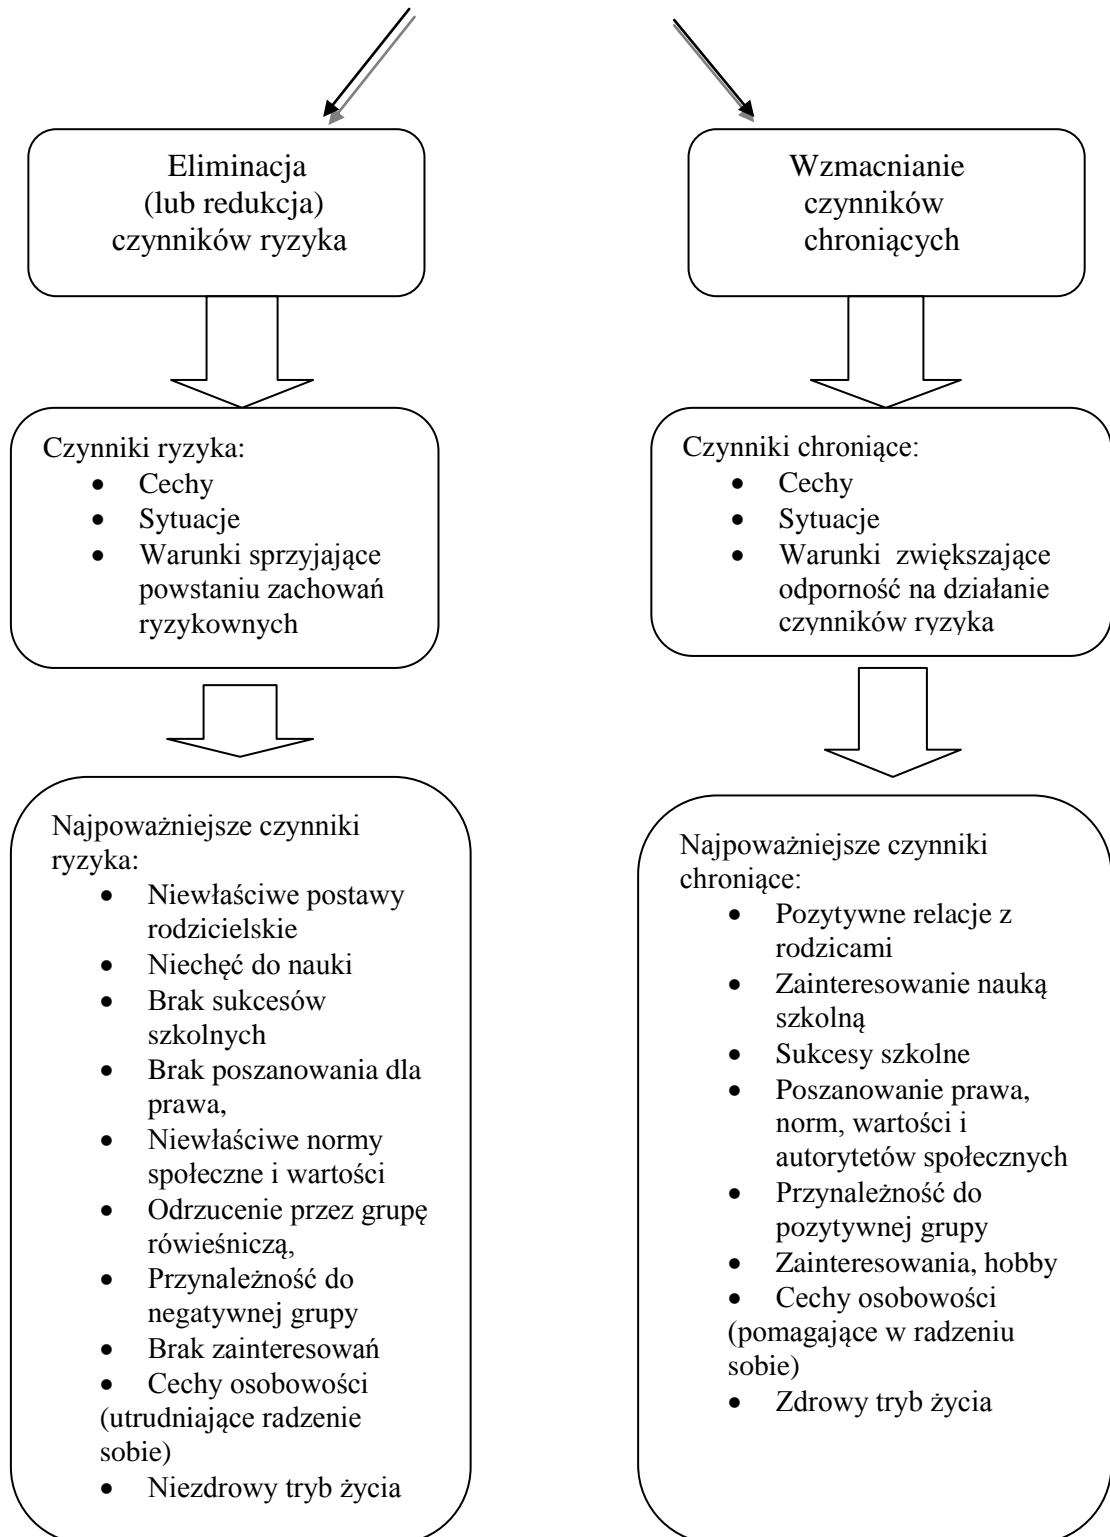 Eliminacja
(lub redukcja)
czynników ryzyka
Wzmacnianie
czynników
chroniących
Czynniki ryzyka:
• Cechy
• Sytuacje
• Warunki sprzyjające
powstaniu zachowań
ryzykownych
Czynniki chroniące:
• Cechy
• Sytuacje
• Warunki zwiększające
odporność na działanie
czynników ryzyka
Najpoważniejsze czynniki
ryzyka:
• Niewłaściwe postawy
rodzicielskie
• Niechęć do nauki
• Brak sukcesów
szkolnych
• Brak poszanowania dla
prawa,
• Niewłaściwe normy
społeczne i wartości
• Odrzucenie przez grupę
rówieśniczą,
• Przynależność do
negatywnej grupy
• Brak zainteresowań
• Cechy osobowości
(utrudniające radzenie
sobie)
• Niezdrowy tryb życia
Najpoważniejsze czynniki
chroniące:
• Pozytywne relacje z
rodzicami
• Zainteresowanie nauką
szkolną
• Sukcesy szkolne
• Poszanowanie prawa,
norm, wartości i
autorytetów społecznych
• Przynależność do
pozytywnej grupy
• Zainteresowania, hobby
• Cechy osobowości
(pomagające w radzeniu
sobie)
• Zdrowy tryb życia